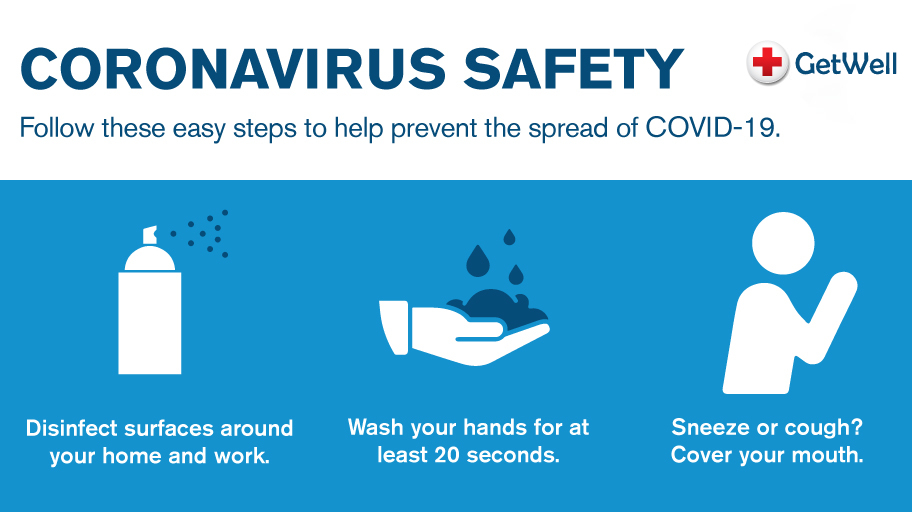 CORONAVIRUS SAFETY
GetWell
Follow these easy steps to help prevent the spread of COVID-19.
Disinfect surfaces around
your home and work.
Wash your hands for at
least 20 seconds.
Sneeze or cough?
Cover your mouth.